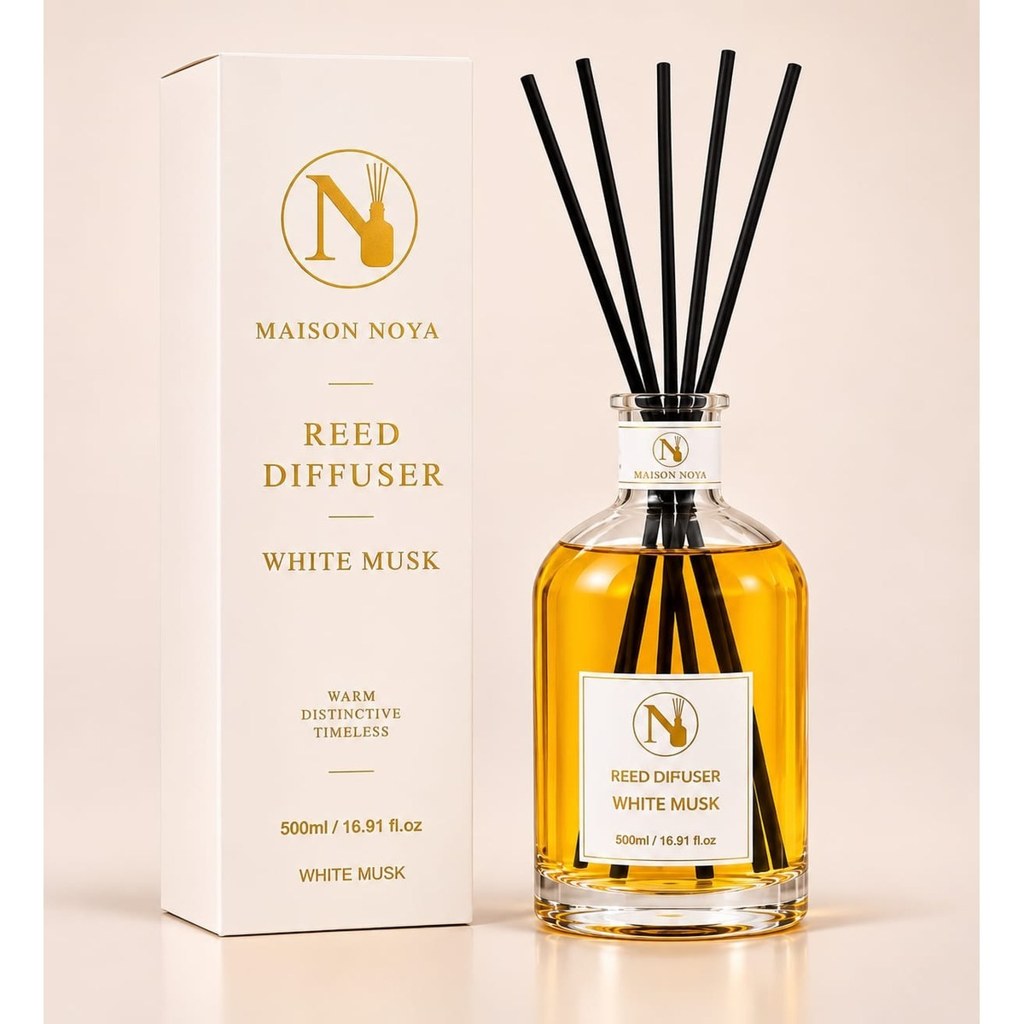 N
MAISON NOYA
REED
DIFFUSER
WHITE MUSK
WARM
DISTINCTIVE
TIMELESS
500ml / 16.91 fl.oz
WHITE MUSK
N
MAISON NOYA
N
REED DIFUSER
WHITE MUSK
500ml / 16.91 fl.oz